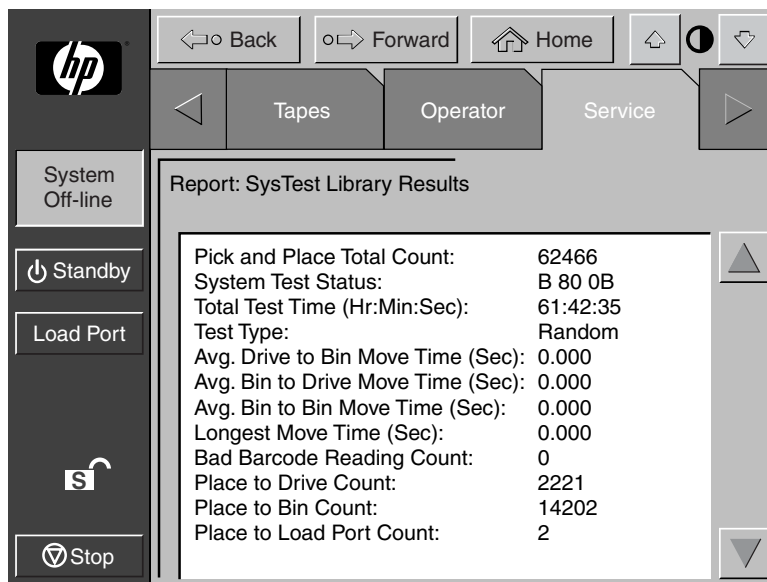 hp
Back Forward Home
Tapes Operator Service
System
Off-line
Standby
Load Port
S
Stop
Report: SysTest Library Results
Pick and Place Total Count: 62466
System Test Status: B 80 0B
Total Test Time (Hr:Min:Sec): 61:42:35
Test Type: Random
Avg. Drive to Bin Move Time (Sec): 0.000
Avg. Bin to Drive Move Time (Sec): 0.000
Avg. Bin to Bin Move Time (Sec): 0.000
Longest Move Time (Sec): 0.000
Bad Barcode Reading Count: 0
Place to Drive Count: 2221
Place to Bin Count: 14202
Place to Load Port Count: 2